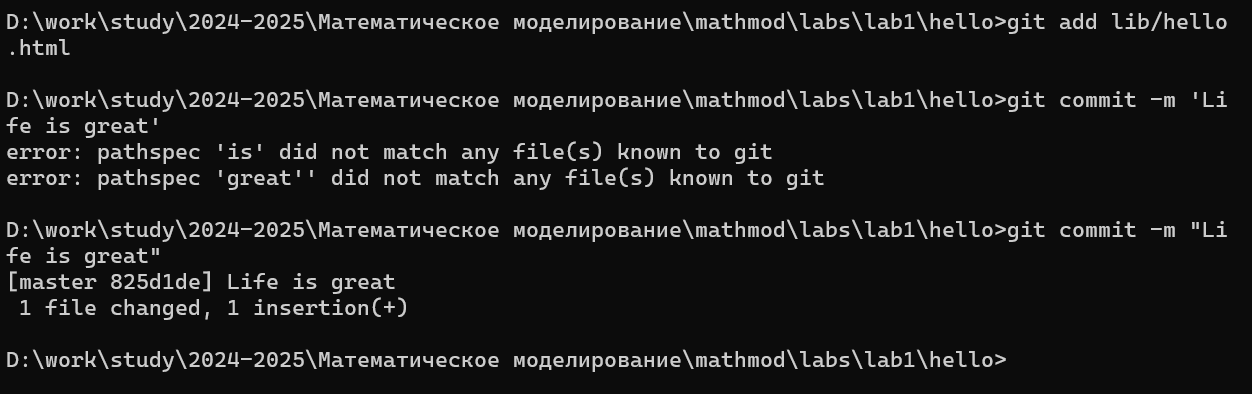 D:\work\study\2024-2025\Математическое моделирование\mathmod\labs\lab1\hello>git add lib/hello
.html
D:\work\study\2024-2025\Математическое моделирование\mathmod\labs\lab1\hello>git commit -m 'Li
fe is great'
error: pathspec 'is' did not match any file(s) known to git
error: pathspec 'great'' did not match any file(s) known to git
D:\work\study\2024-2025\Математическое моделирование\mathmod\labs\lab1\hello>git commit -m "Li
fe is great"
[master 825d1de] Life is great
 1 file changed, 1 insertion(+)
D:\work\study\2024-2025\Математическое моделирование\mathmod\labs\lab1\hello>